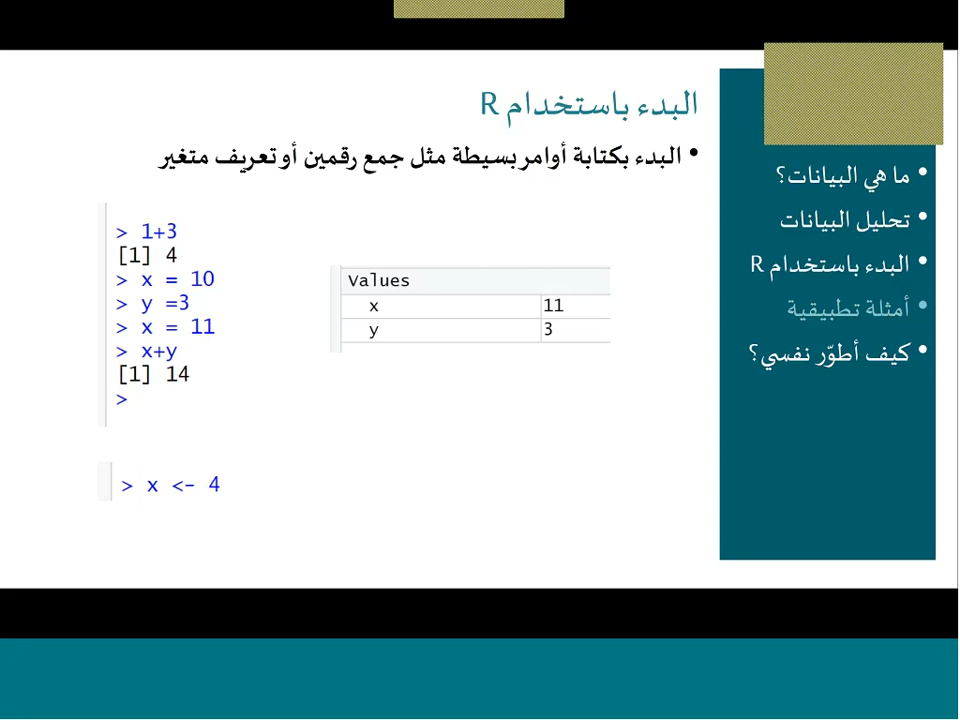 البدء باستخدام R
• البدء بكتابة أوامر بسيطة مثل جمع رقمين أو تعريف متغير
> 1+3
[1] 4
> x = 10
> y =3
> x = 11
> x+y
[1] 14
>
Values
x 11
y 3
> x <- 4
• ما هي البيانات؟
• تحليل البيانات
• البدء باستخدام R
• أمثلة تطبيقية
• كيف أطوّر نفسي؟